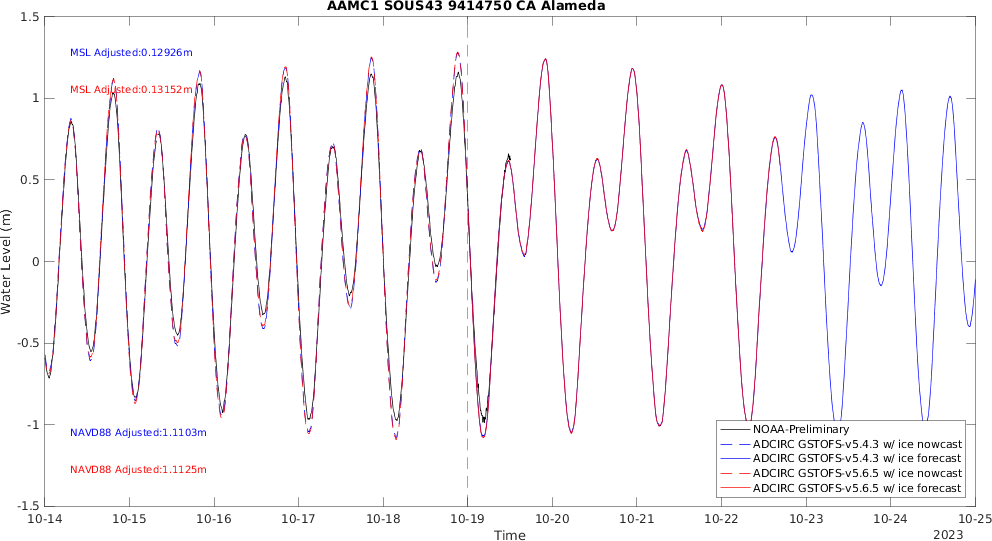 AAMC1 SOUS43 9414750 CA Alameda
1.5
1
0.5
0
-0.5
-1
-1.5
Water Level (m)
MSL Adjusted:0.12926m
MSL Adjusted:0.13152m
NAVD88 Adjusted:1.1103m
NAVD88 Adjusted:1.1125m
NOAA-Preliminary
ADCIRC GSTOFS-v5.4.3 w/ ice nowcast
ADCIRC GSTOFS-v5.4.3 w/ ice forecast
ADCIRC GSTOFS-v5.6.5 w/ ice nowcast
ADCIRC GSTOFS-v5.6.5 w/ ice forecast
10-14 10-15 10-16 10-17 10-18 10-19 10-20 10-21 10-22 10-23 10-24 10-25
Time
2023